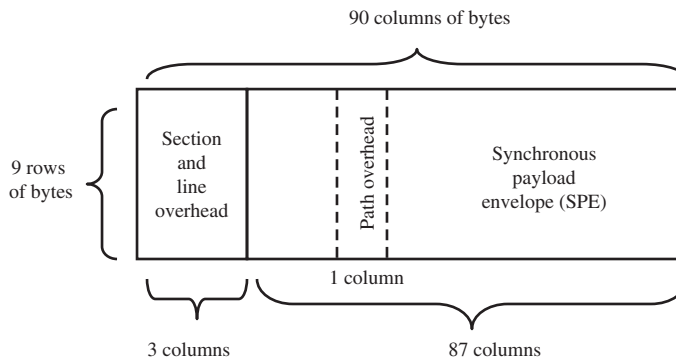 90 columns of bytes
9 rows
of bytes
Section
and
line
overhead
Path overhead
Synchronous
payload
envelope (SPE)
1 column
3 columns
87 columns